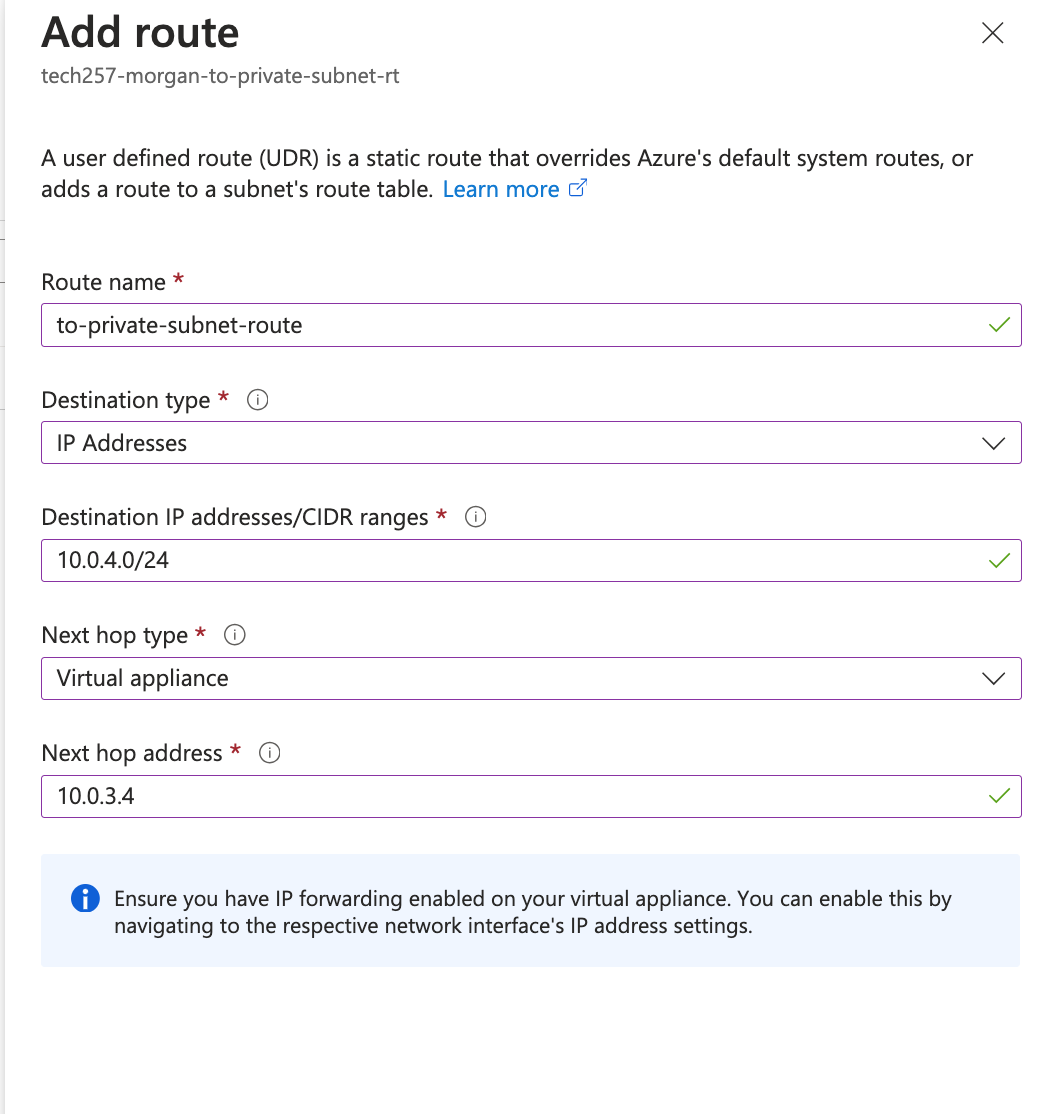 Add route
tech257-morgan-to-private-subnet-rt
A user defined route (UDR) is a static route that overrides Azure's default system routes, or
adds a route to a subnet's route table. Learn more
Route name *
to-private-subnet-route
Destination type *
IP Addresses
Destination IP addresses/CIDR ranges *
10.0.4.0/24
Next hop type *
Virtual appliance
Next hop address *
10.0.3.4
Ensure you have IP forwarding enabled on your virtual appliance. You can enable this by
navigating to the respective network interface's IP address settings.